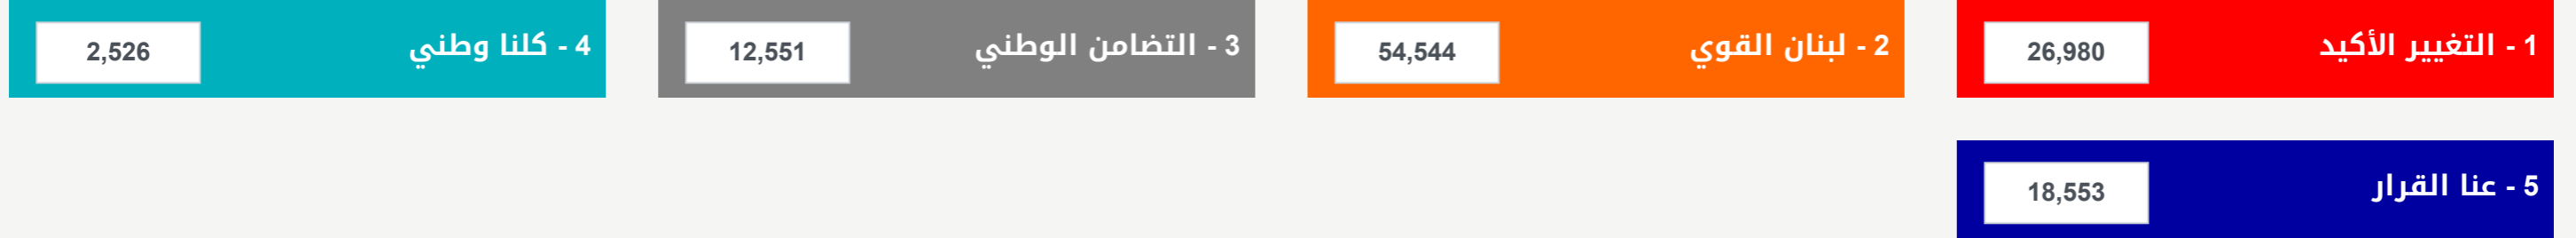 1 - التغيير الأكيد
26,980
2 - لبنان القوي
54,544
3 - التضامن الوطني
12,551
4 - كلنا وطني
2,526
5 - عنا القرار
18,553